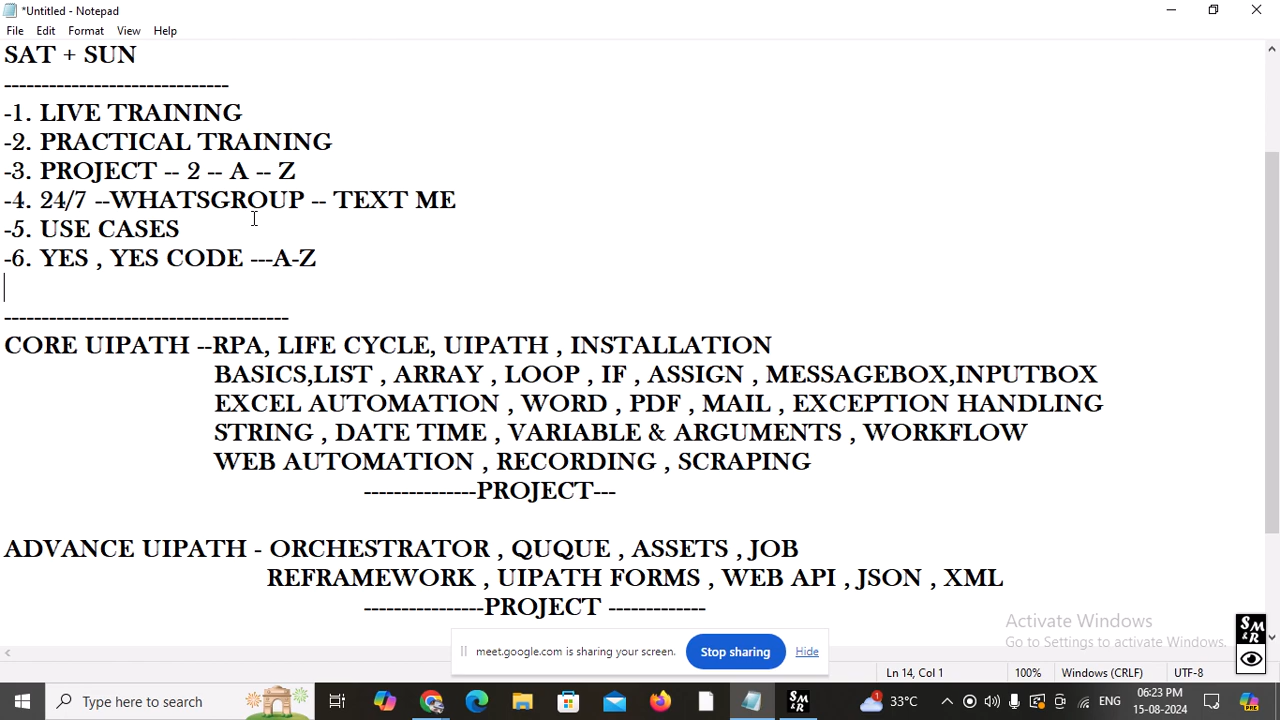 *Untitled - Notepad
File Edit Format View Help
SAT + SUN
------------------------------
-1. LIVE TRAINING
-2. PRACTICAL TRAINING
-3. PROJECT -- 2 -- A -- Z
-4. 24/7 --WHATSGROUP -- TEXT ME
-5. USE CASES
-6. YES , YES CODE ---A-Z
--------------------------------------
CORE UIPATH --RPA, LIFE CYCLE, UIPATH , INSTALLATION
BASICS,LIST , ARRAY , LOOP , IF , ASSIGN , MESSAGEBOX,INPUTBOX
EXCEL AUTOMATION , WORD , PDF , MAIL , EXCEPTION HANDLING
STRING , DATE TIME , VARIABLE & ARGUMENTS , WORKFLOW
WEB AUTOMATION , RECORDING , SCRAPING
---------------PROJECT---
ADVANCE UIPATH - ORCHESTRATOR , QUQUE , ASSETS , JOB
REFRAMEWORK , UIPATH FORMS , WEB API , JSON , XML
----------------PROJECT -------------
Activate Windows
Go to Settings to activate Windows.
SM
&R
meet.google.com is sharing your screen. Stop sharing Hide
Ln 14, Col 1 100% Windows (CRLF) UTF-8
Type here to search
SM
&R
33°C
ENG
06:23 PM
15-08-2024
PRE